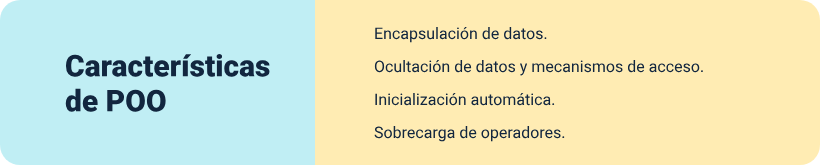 Características
de POO
Encapsulación de datos.
Ocultación de datos y mecanismos de acceso.
Inicialización automática.
Sobrecarga de operadores.